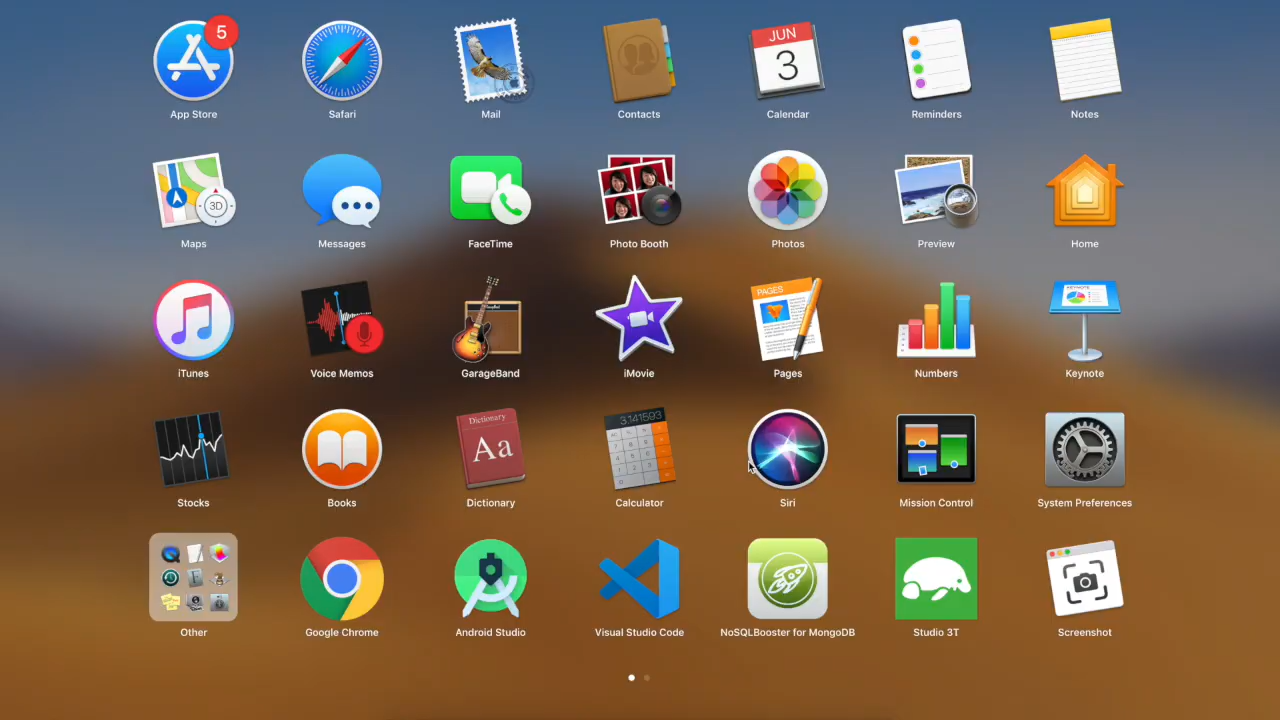 5
JUN
3
App Store
Safari
Mail
Contacts
Calendar
Reminders
Notes
3D
Maps
Messages
FaceTime
Photo Booth
Photos
Preview
Home
PAGES
KEYNOTE
iTunes
Voice Memos
GarageBand
iMovie
Pages
Numbers
Keynote
Dictionary
Aa
3.141593
Stocks
Books
Dictionary
Calculator
Siri
Mission Control
System Preferences
Other
Google Chrome
Android Studio
Visual Studio Code
NoSQLBooster for MongoDB
Studio 3T
Screenshot